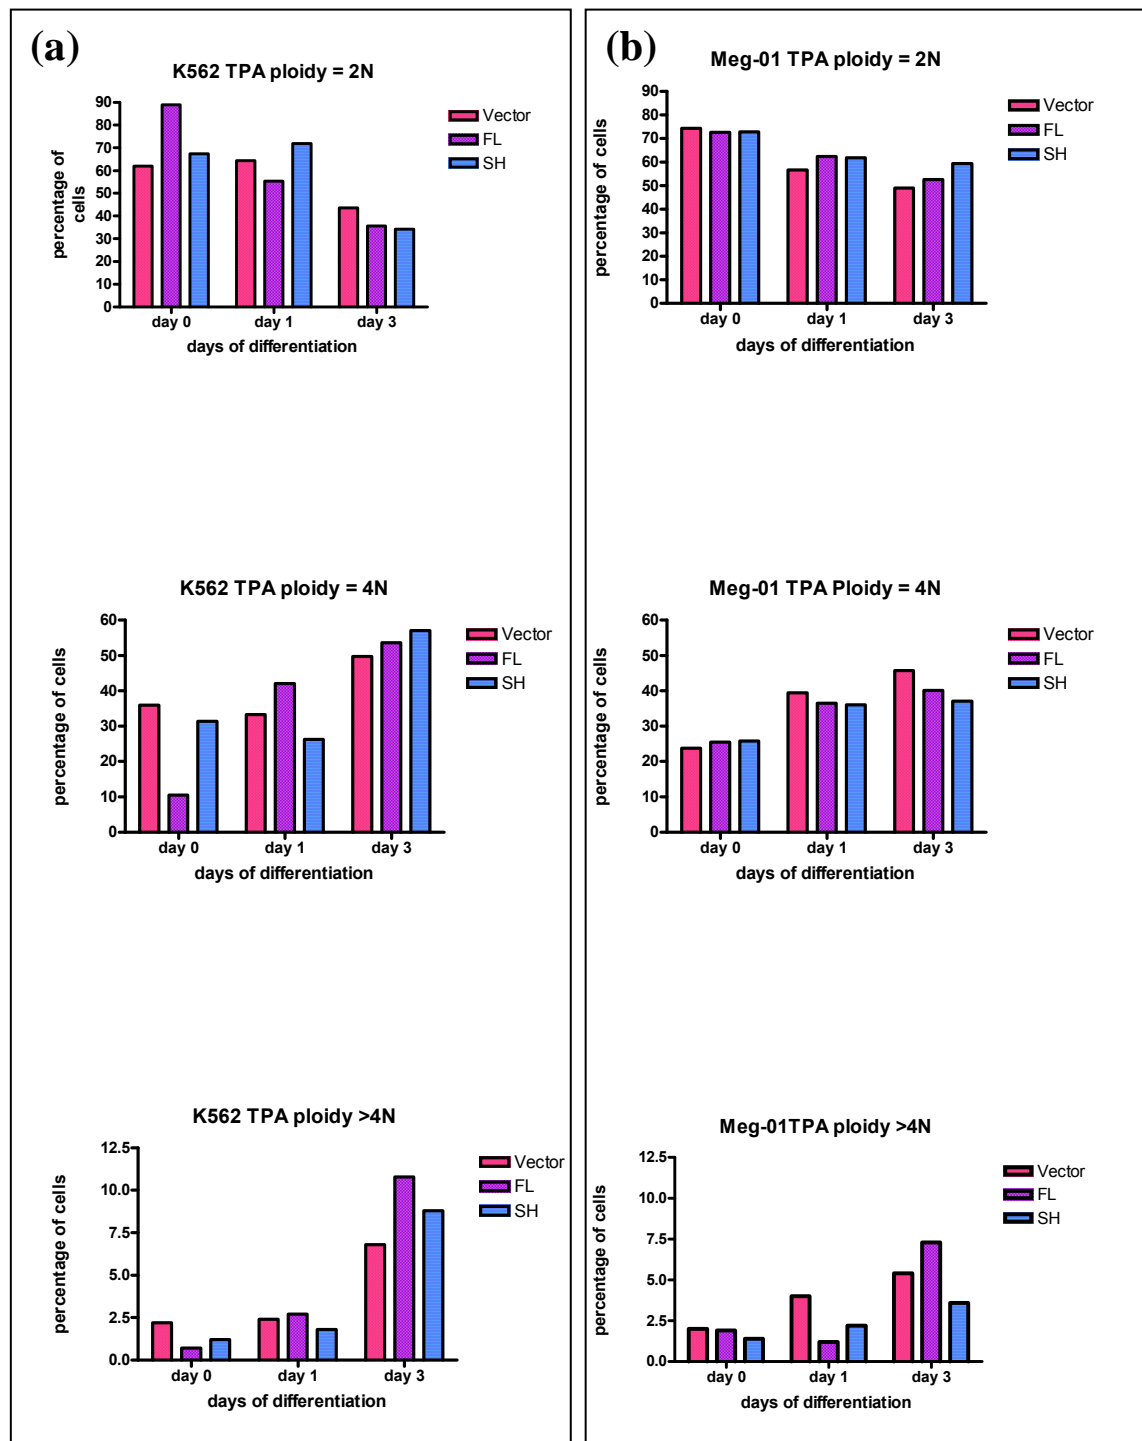 (a)
K562 TPA ploidy = 2N
percentage of
cells
90
80
70
60
50
40
30
20
10
0
day 0 day 1 day 3
days of differentiation
Vector
FL
SH
K562 TPA ploidy = 4N
percentage of cells
60
50
40
30
20
10
0
day 0 day 1 day 3
days of differentiation
Vector
FL
SH
K562 TPA ploidy >4N
percentage of cells
12.5
10.0
7.5
5.0
2.5
0.0
day 0 day 1 day 3
days of differentiation
Vector
FL
SH
(b)
Meg-01 TPA ploidy = 2N
percentage of cells
90
80
70
60
50
40
30
20
10
0
day 0 day 1 day 3
days of differentiation
Vector
FL
SH
Meg-01 TPA Ploidy = 4N
percentage of cells
60
50
40
30
20
10
0
day 0 day 1 day 3
days of differentiation
Vector
FL
SH
Meg-01TPA ploidy >4N
percentage of cells
12.5
10.0
7.5
5.0
2.5
0.0
day 0 day 1 day 3
days of differentiation
Vector
FL
SH